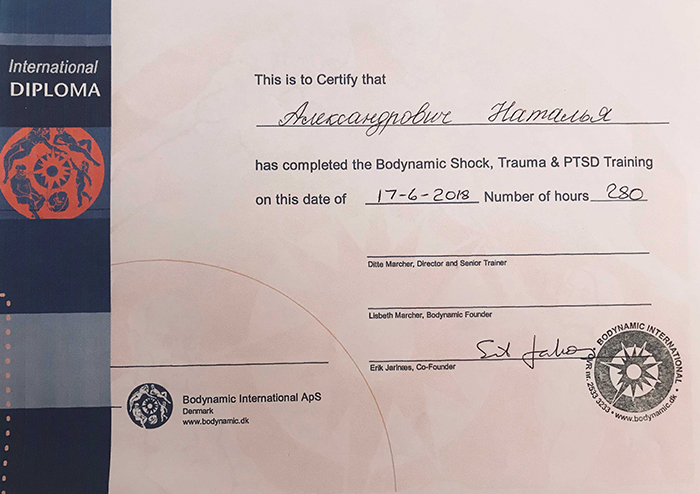 International
DIPLOMA
This is to Certify that
Александрович Наталья
has completed the Bodynamic Shock, Trauma & PTSD Training
on this date of 17-6-2018 Number of hours 280
Ditte Marcher, Director and Senior Trainer
Lisbeth Marcher, Bodynamic Founder
Erik Jarlnæs, Co-Founder
Bodynamic International ApS
Denmark
www.bodynamic.dk
BODYNAMIC INTERNATIONAL • www.bodynamic.dk •